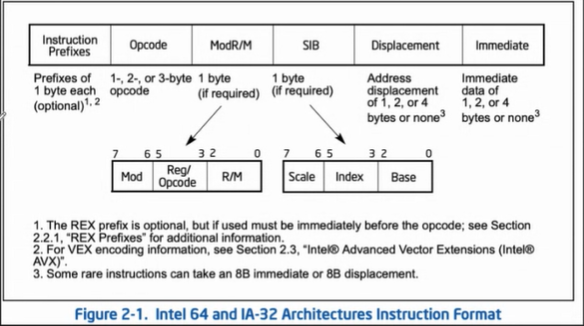 Instruction Prefixes
Opcode
ModR/M
SIB
Displacement
Immediate
Prefixes of
1 byte each
(optional)1, 2
1-, 2-, or 3-byte
opcode
1 byte
(if required)
1 byte
(if required)
Address
displacement
of 1, 2, or 4
bytes or none3
Immediate
data of
1, 2, or 4
bytes or none3
7 6 5 3 2 0
Mod
Reg/
Opcode
R/M
7 6 5 3 2 0
Scale
Index
Base
1. The REX prefix is optional, but if used must be immediately before the opcode; see Section
2.2.1, “REX Prefixes” for additional information.
2. For VEX encoding information, see Section 2.3, “Intel® Advanced Vector Extensions (Intel®
AVX)”.
3. Some rare instructions can take an 8B immediate or 8B displacement.
Figure 2-1. Intel 64 and IA-32 Architectures Instruction Format